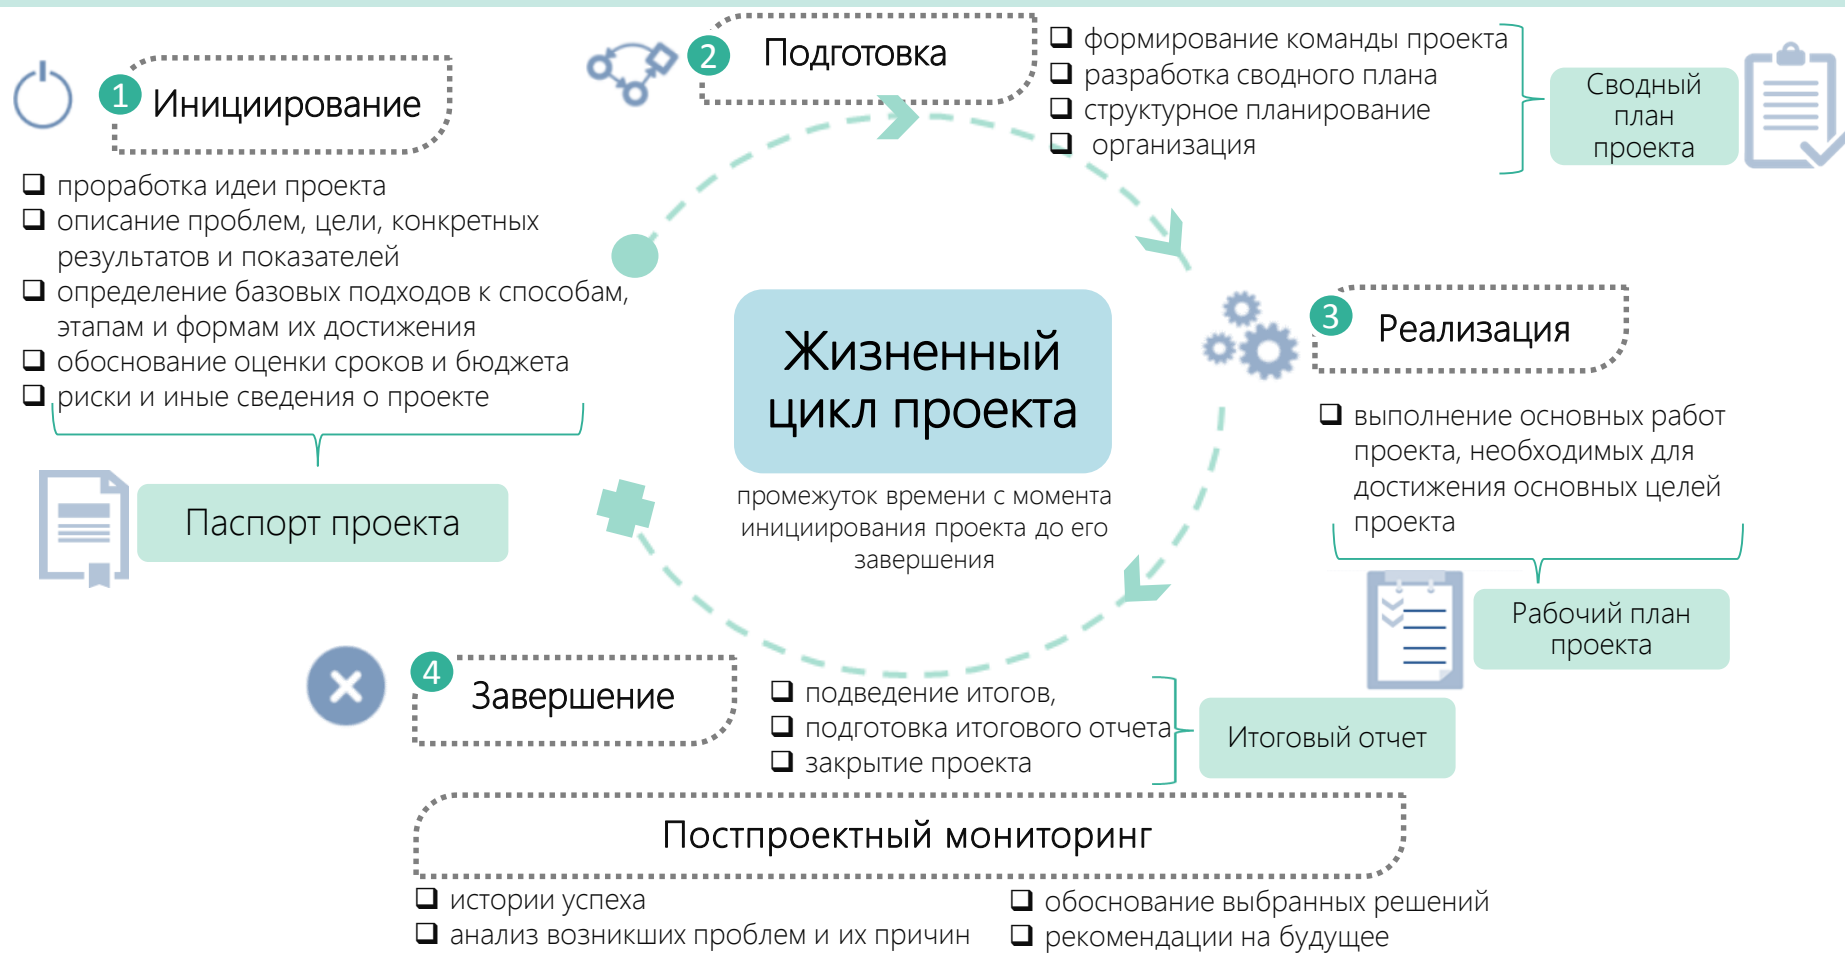 1
Инициирование
проработка идеи проекта
описание проблем, цели, конкретных
результатов и показателей
определение базовых подходов к способам,
этапам и формам их достижения
обоснование оценки сроков и бюджета
риски и иные сведения о проекте
Паспорт проекта
2
Подготовка
формирование команды проекта
разработка сводного плана
структурное планирование
организация
Сводный
план
проекта
Жизненный
цикл проекта
промежуток времени с момента
инициирования проекта до его
завершения
3
Реализация
выполнение основных работ
проекта, необходимых для
достижения основных целей
проекта
Рабочий план
проекта
4
Завершение
подведение итогов,
подготовка итогового отчета
закрытие проекта
Итоговый отчет
Постпроектный мониторинг
истории успеха
анализ возникших проблем и их причин
обоснование выбранных решений
рекомендации на будущее